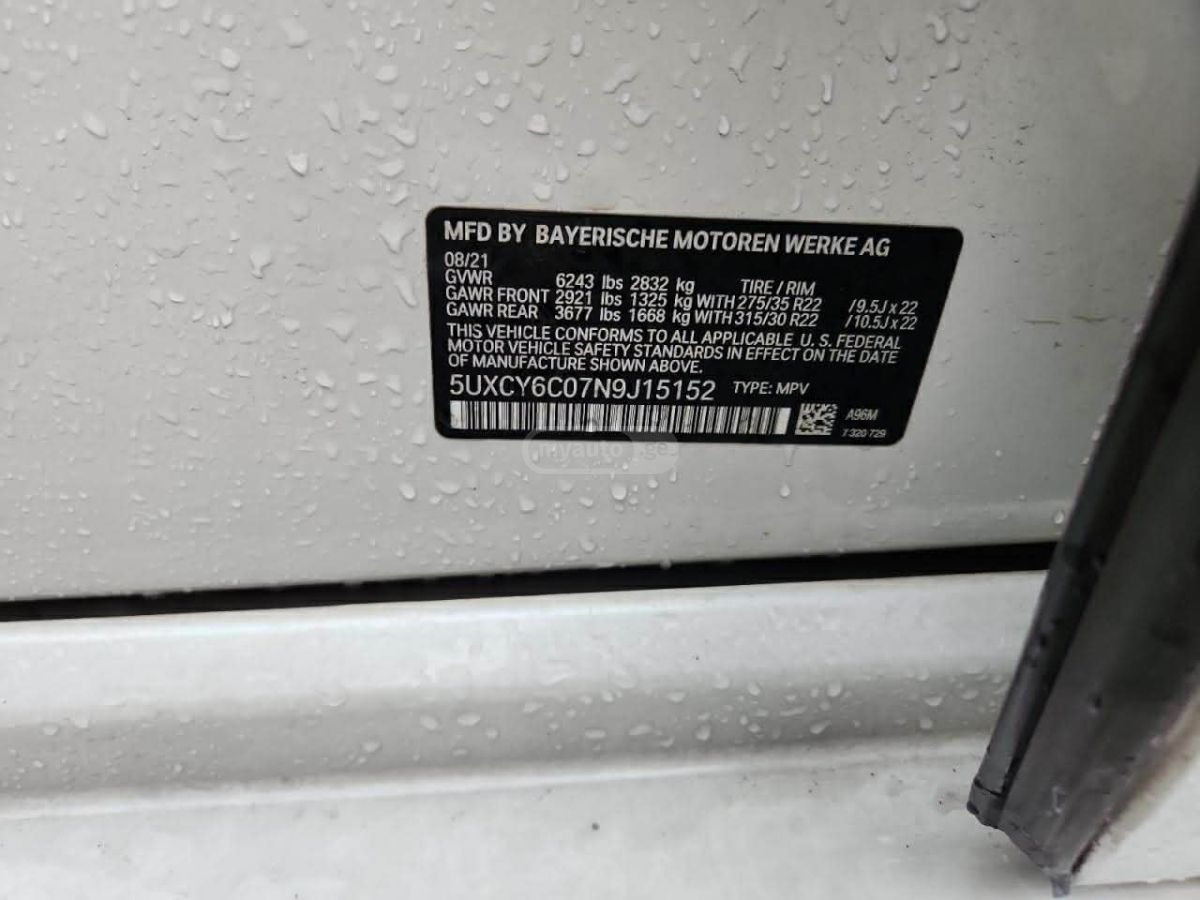 MFD BY BAYERISCHE MOTOREN WERKE AG
08/21
GVWR 6243 lbs 2832 kg TIRE / RIM
GAWR FRONT 2921 lbs 1325 kg WITH 275/35 R22 /9.5J x 22
GAWR REAR 3677 lbs 1668 kg WITH 315/30 R22 /10.5J x 22
THIS VEHICLE CONFORMS TO ALL APPLICABLE U.S. FEDERAL
MOTOR VEHICLE SAFETY STANDARDS IN EFFECT ON THE DATE
OF MANUFACTURE SHOWN ABOVE.
5UXCY6C07N9J15152 TYPE: MPV
A96M
7 320 729
myauto.ge